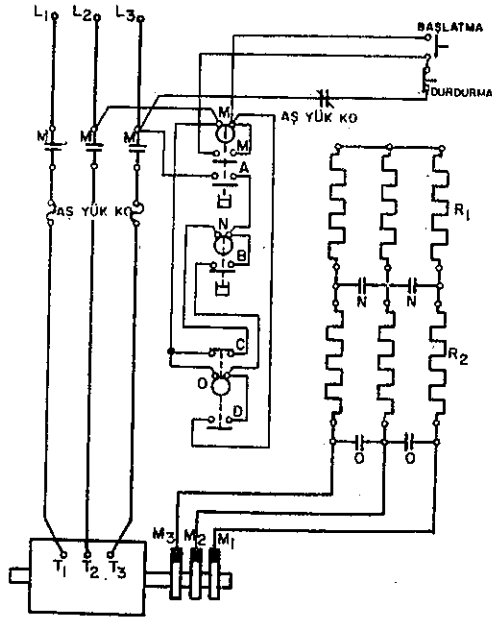 L1 L2 L3
BAŞLATMA
DURDURMA
AŞ YÜK KO
M M M M
M
A
AŞ YÜK KO
N
B
R1
N N
C
R2
O
D
O O
M3 M2 M1
T1 T2 T3